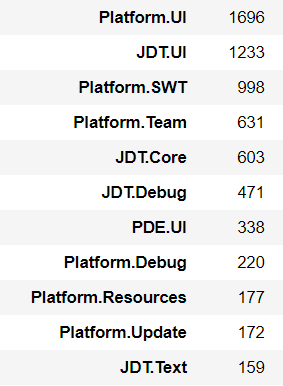 Platform.UI 1696
JDT.UI 1233
Platform.SWT 998
Platform.Team 631
JDT.Core 603
JDT.Debug 471
PDE.UI 338
Platform.Debug 220
Platform.Resources 177
Platform.Update 172
JDT.Text 159